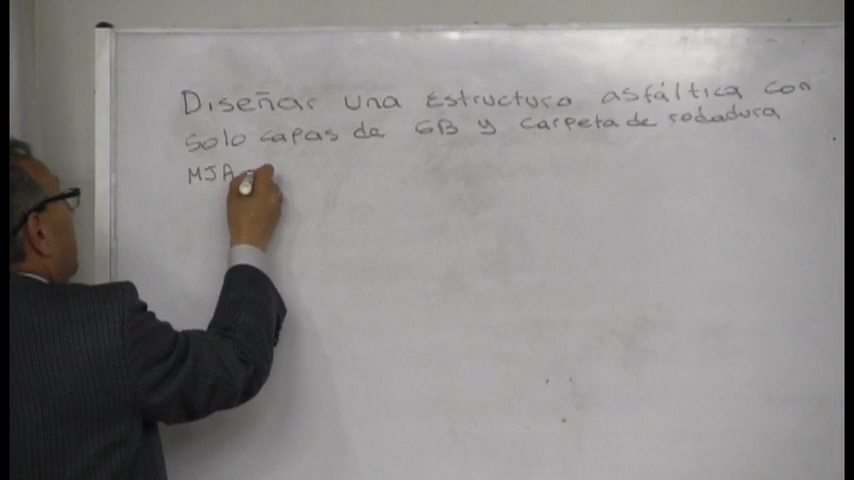 Diseñar una Estructura asfáltica con
solo capas de GB y carpeta de rodadura
MJA